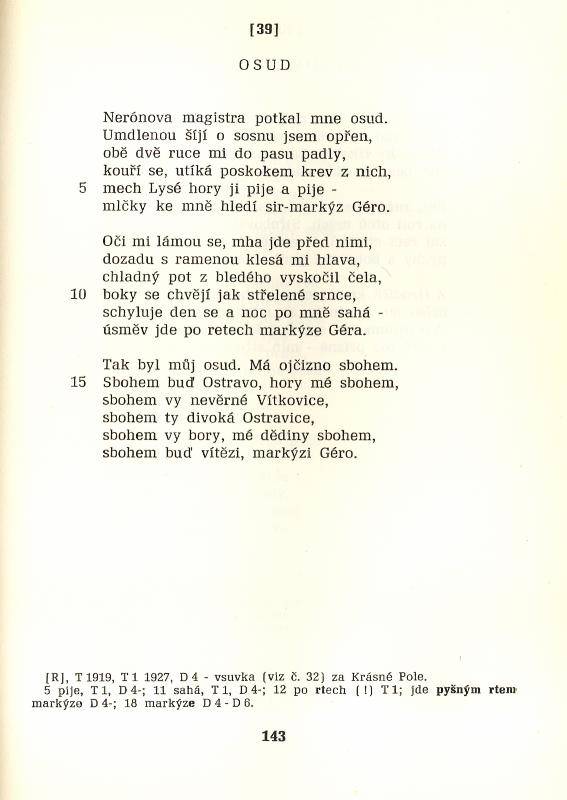 [39]
OSUD
Nerónova magistra potkal mne osud.
Umdlenou šíjí o sosnu jsem opřen,
obě dvě ruce mi do pasu padly,
kouří se, utíká poskokem krev z nich,
5 mech Lysé hory ji pije a pije -
mlčky ke mně hledí sir-markýz Géro.
Oči mi lámou se, mha jde před nimi,
dozadu s ramenou klesá mi hlava,
chladný pot z bledého vyskočil čela,
10 boky se chvějí jak střelené srnce,
schyluje den se a noc po mně sahá -
úsměv jde po retech markýze Géra.
Tak byl můj osud. Má ojčizno sbohem.
15 Sbohem buď Ostravo, hory mé sbohem,
sbohem vy nevěrné Vítkovice,
sbohem ty divoká Ostravice,
sbohem vy bory, mé dědiny sbohem,
sbohem buď vítězi, markýzi Géro.
[R], T 1919, T 1 1927, D 4 - vsuvka (viz č. 32) za Krásné Pole.
5 pije, T 1, D 4-; 11 sahá, T 1, D 4-; 12 po rtech (!) T 1; jde pyšným rtem
markýze D 4-; 18 markýze D 4 - D 6.
143